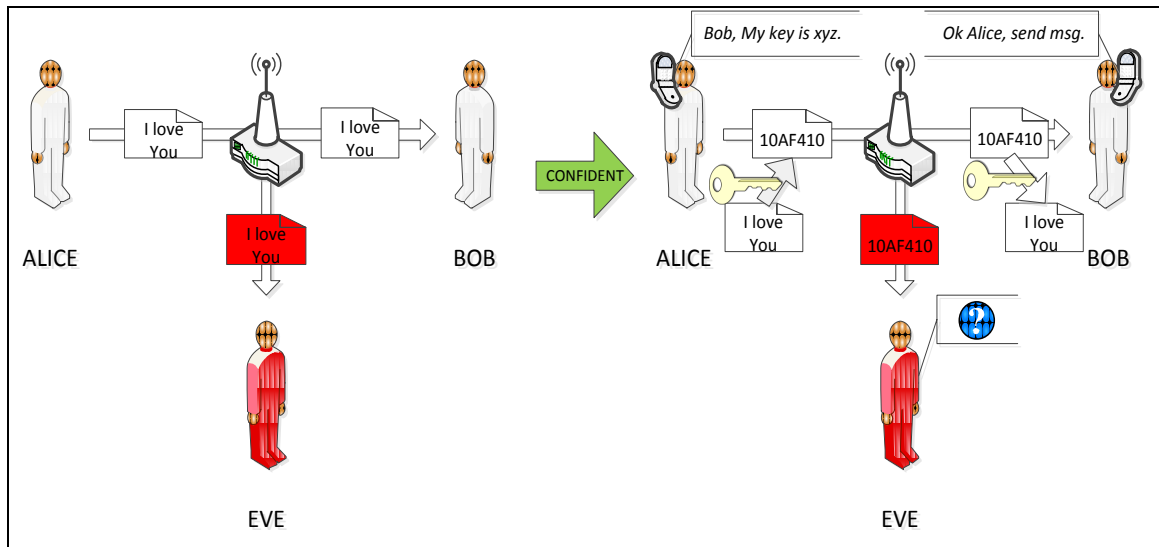 I love
You
I love
You
I love
You
ALICE
BOB
EVE
CONFIDENT
Bob, My key is xyz.
Ok Alice, send msg.
10AF410
10AF410
I love
You
10AF410
I love
You
ALICE
BOB
?
EVE